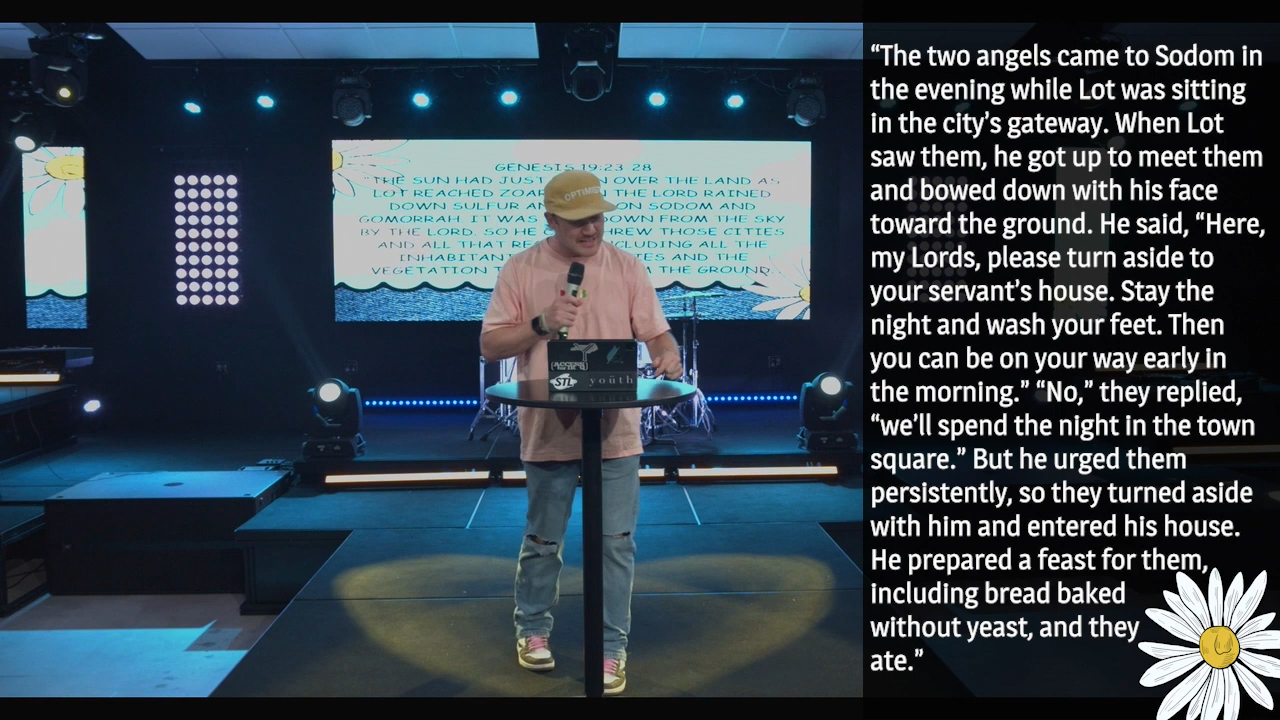 GENESIS 19:23 28
"THE SUN HAD JUST OVER THE LAND AS
LOT REACHED ZOAR THE LORD RAINED
DOWN SULFUR ON SODOM AND
GOMORRAH. IT WAS DOWN FROM THE SKY
BY THE LORD. SO HE THOSE CITIES
AND ALL THAT INCLUDING ALL THE
AND THE
VEGETATION THE GROUND.
OPTIMIST
ACCESS
STL yoüth
“The two angels came to Sodom in
the evening while Lot was sitting
in the city’s gateway. When Lot
saw them, he got up to meet them
and bowed down with his face
toward the ground. He said, “Here,
my Lords, please turn aside to
your servant’s house. Stay the
night and wash your feet. Then
you can be on your way early in
the morning.” “No,” they replied,
“we’ll spend the night in the town
square.” But he urged them
persistently, so they turned aside
with him and entered his house.
He prepared a feast for them,
including bread baked
without yeast, and they
ate.”